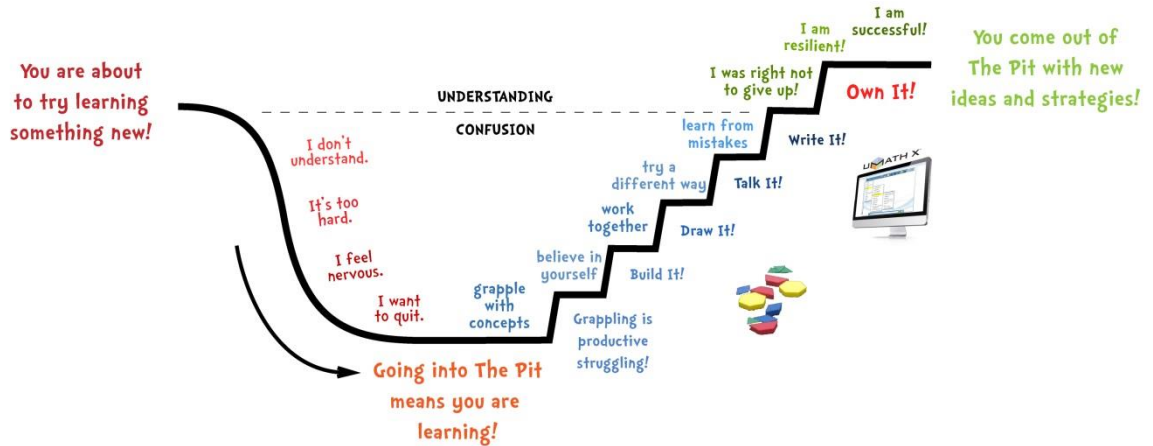 You are about
to try learning
something new!
UNDERSTANDING
CONFUSION
I don't
understand.
It's too
hard.
I feel
nervous.
I want
to quit.
Going into The Pit
means you are
learning!
grapple
with
concepts
Grappling is
productive
struggling!
believe in
yourself
Build It!
work
together
Draw It!
try a
different way
Talk It!
learn from
mistakes
Write It!
I was right not
to give up!
Own It!
I am
resilient!
I am
successful!
You come out of
The Pit with new
ideas and strategies!
uMATH X